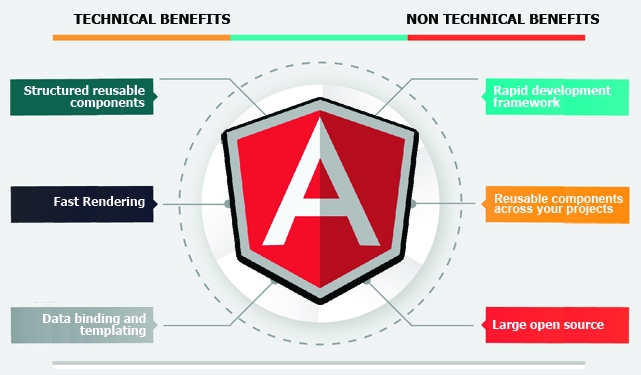 TECHNICAL BENEFITS
NON TECHNICAL BENEFITS
Structured reusable
components
Fast Rendering
Data binding and
templating
A
Rapid development
framework
Reusable components
across your projects
Large open source